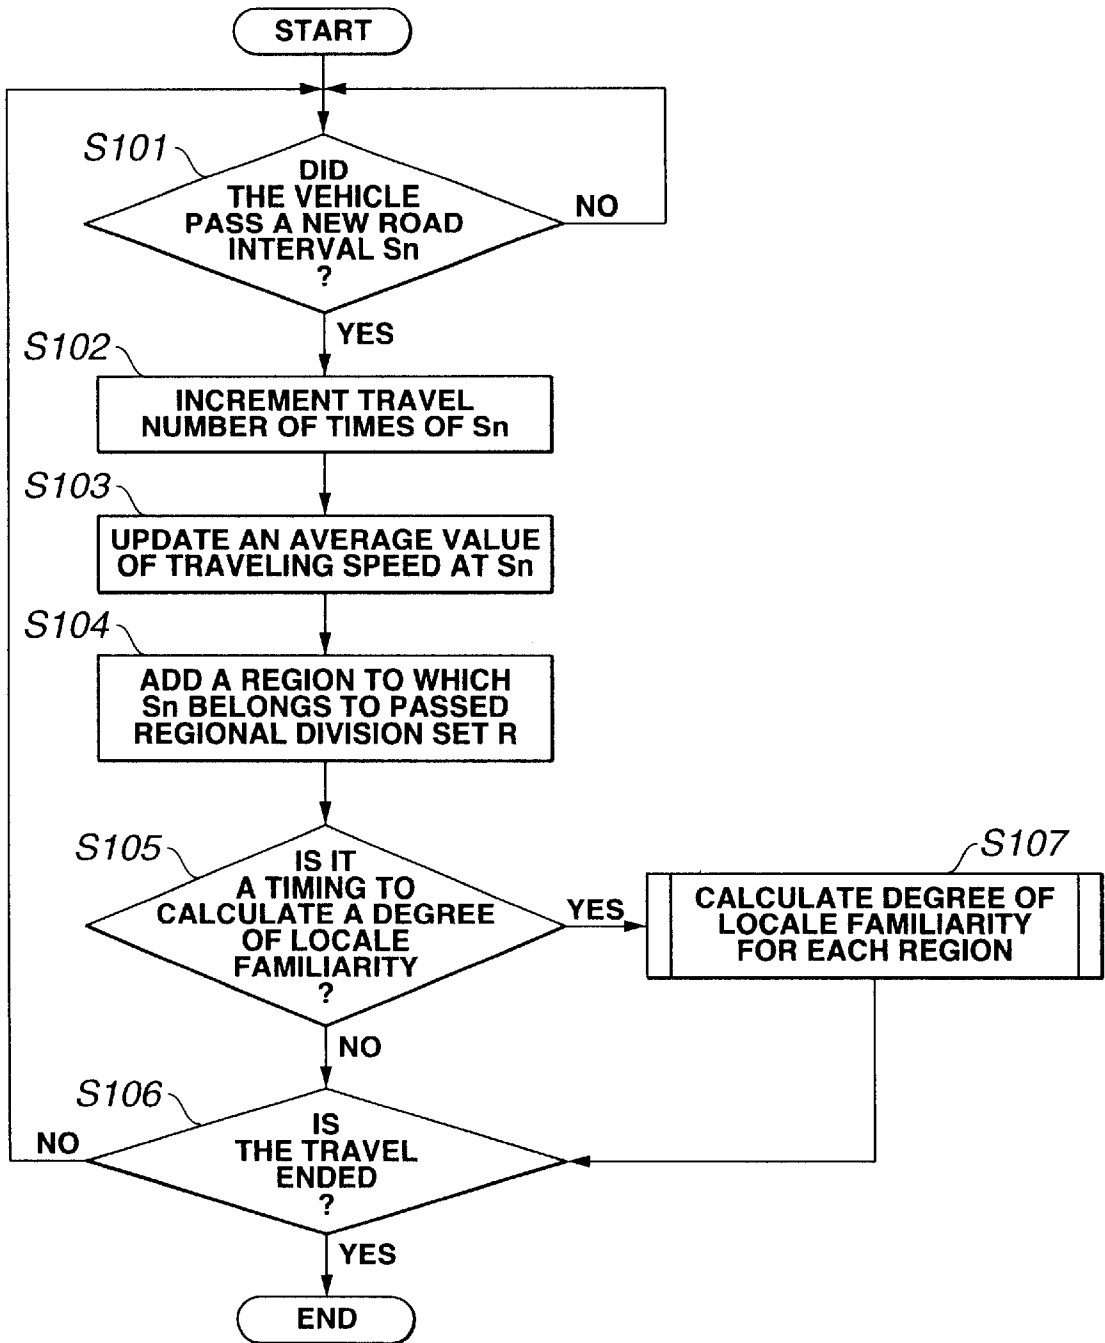 START
S101
DID
THE VEHICLE
PASS A NEW ROAD
INTERVAL Sn
?
NO
YES
S102
INCREMENT TRAVEL
NUMBER OF TIMES OF Sn
S103
UPDATE AN AVERAGE VALUE
OF TRAVELING SPEED AT Sn
S104
ADD A REGION TO WHICH
Sn BELONGS TO PASSED
REGIONAL DIVISION SET R
S105
IS IT
A TIMING TO
CALCULATE A DEGREE
OF LOCALE
FAMILIARITY
?
YES
S107
CALCULATE DEGREE OF
LOCALE FAMILIARITY
FOR EACH REGION
NO
S106
IS
THE TRAVEL
ENDED
?
NO
YES
END